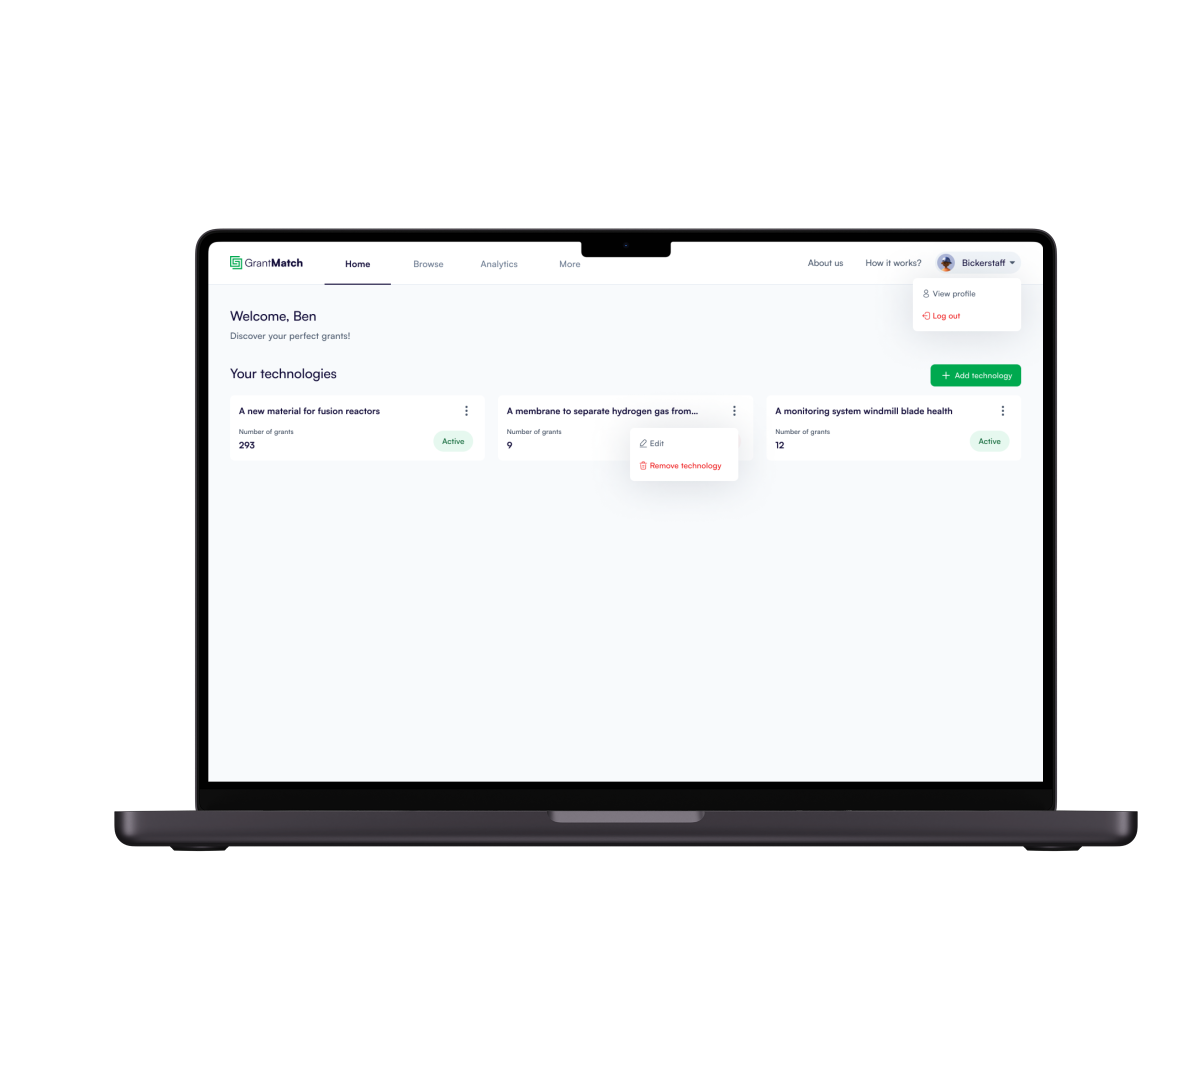 GrantMatch
Home
Browse
Analytics
More
About us
How it works?
Bickerstaff
View profile
Log out
Welcome, Ben
Discover your perfect grants!
Your technologies
Add technology
A new material for fusion reactors
Number of grants
293
Active
A membrane to separate hydrogen gas from...
Number of grants
9
Edit
Remove technology
A monitoring system windmill blade health
Number of grants
12
Active